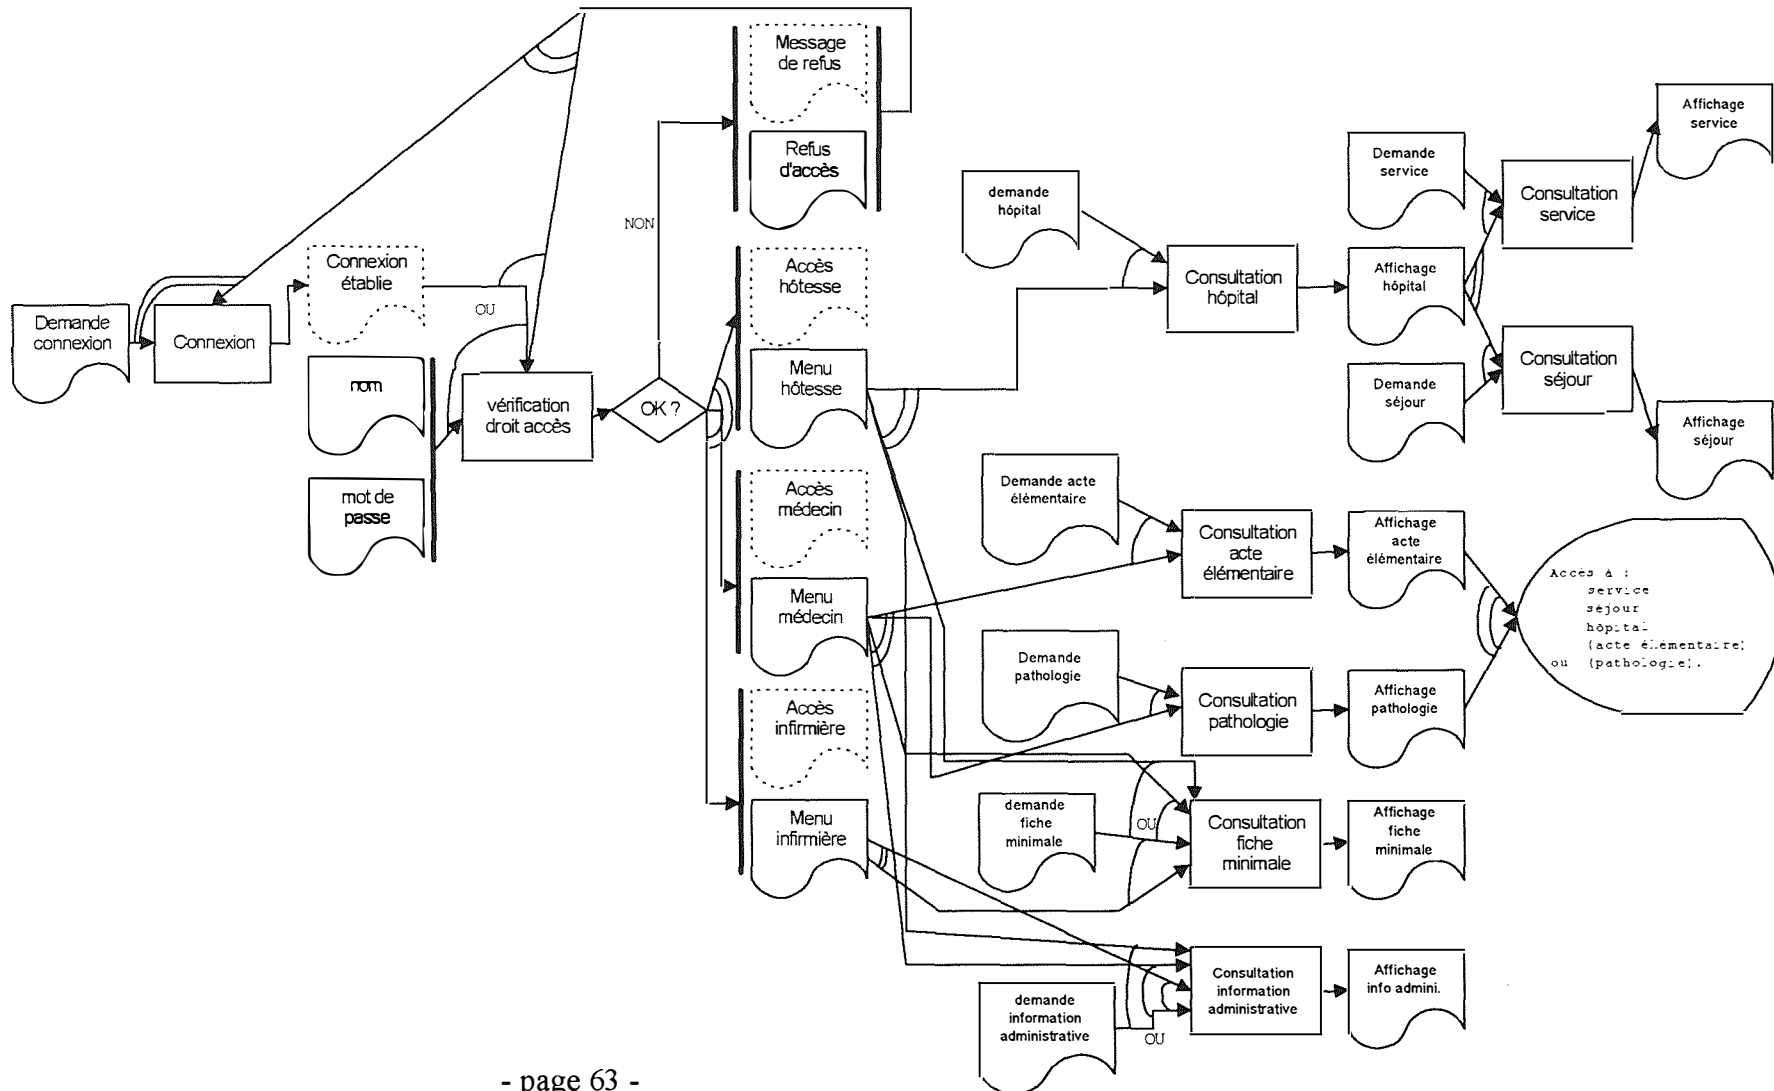 Message
de refus
Refus
d'accès
NON
Connexion
établie
OU
Demande
connexion
Connexion
nom
mot de
passe
vérification
droit accès
OK ?
Accès
hôtesse
Menu
hôtesse
Accès
médecin
Menu
médecin
Accès
infirmière
Menu
infirmière
demande
hôpital
Consultation
hôpital
Affichage
hôpital
Demande
service
Consultation
service
Affichage
service
Demande
séjour
Consultation
séjour
Affichage
séjour
Demande acte
élémentaire
Consultation
acte
élémentaire
Affichage
acte
élémentaire
Accès à :
service
séjour
hôpital
(acte élémentaire)
ou (pathologie).
Demande
pathologie
Consultation
pathologie
Affichage
pathologie
demande
fiche
minimale
OU
Consultation
fiche
minimale
Affichage
fiche
minimale
demande
information
administrative
OU
Consultation
information
administrative
Affichage
info admini.
- page 63 -